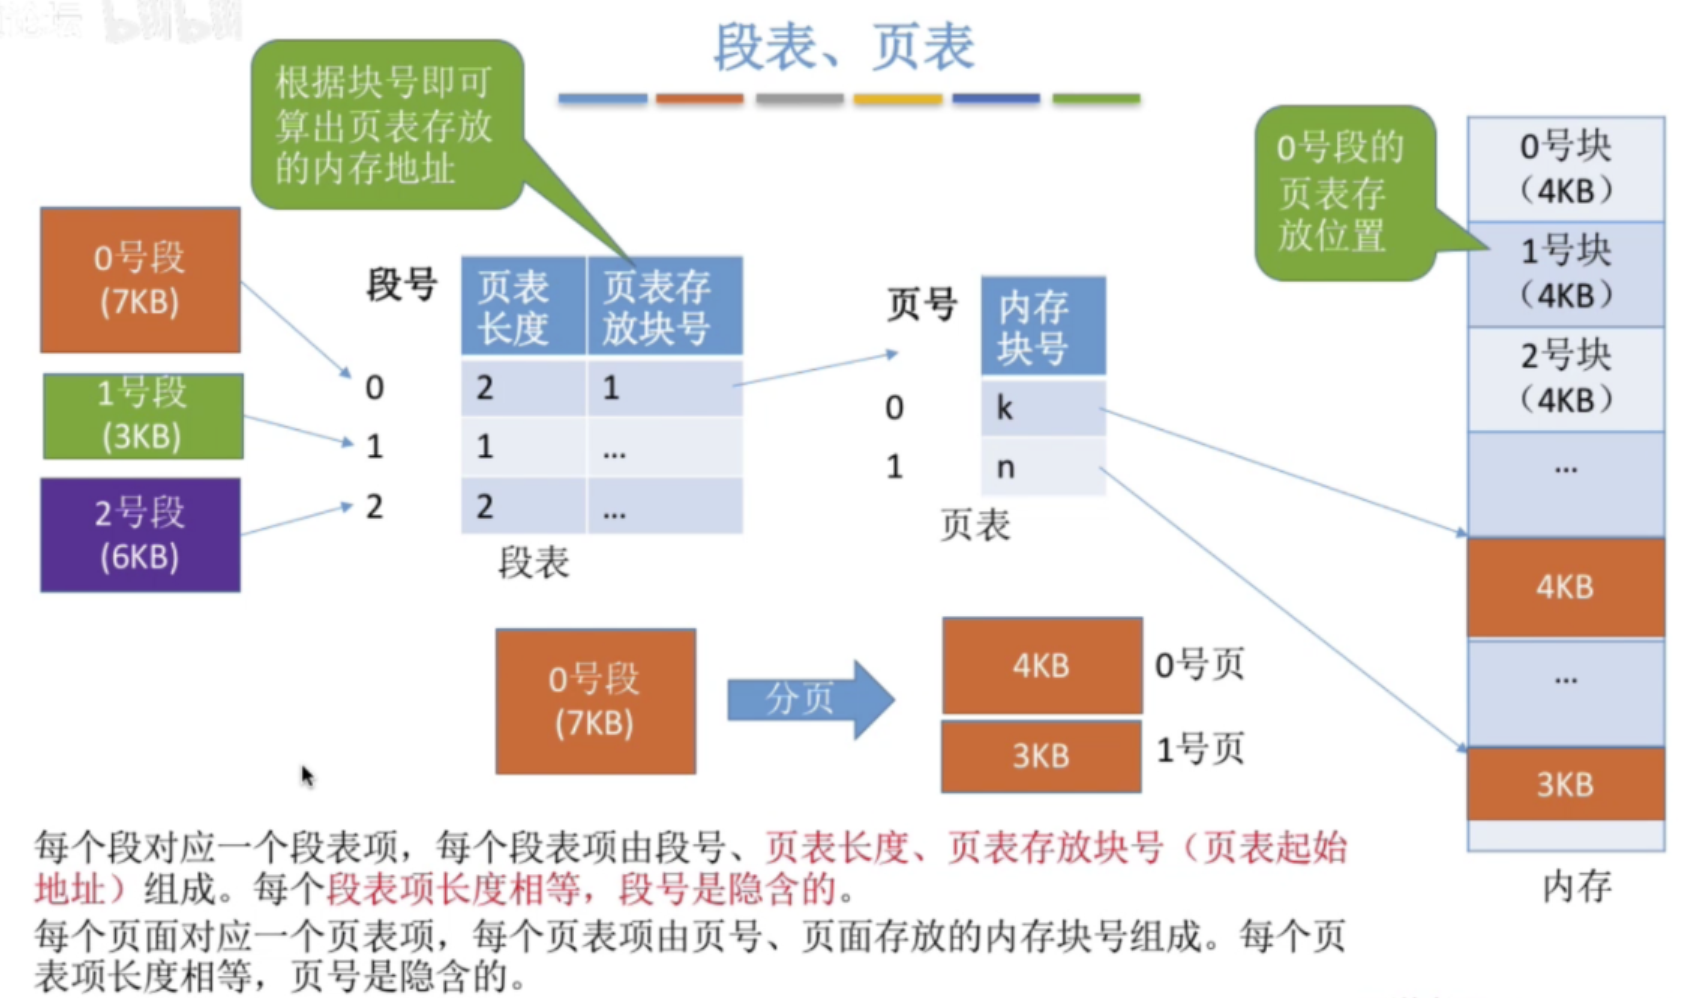 bilibili
段表、页表
根据块号即可
算出页表存放
的内存地址
0号段的
页表存
放位置
0号段
(7KB)
1号段
(3KB)
2号段
(6KB)
段号
页表
长度
页表存
放块号
0
2
1
1
1
...
2
2
...
段表
页号
内存
块号
0
k
1
n
页表
0号块
（4KB）
1号块
（4KB）
2号块
（4KB）
...
4KB
...
3KB
内存
0号段
(7KB)
分页
4KB
0号页
3KB
1号页
每个段对应一个段表项，每个段表项由段号、页表长度、页表存放块号（页表起始
地址）组成。每个段表项长度相等，段号是隐含的。
每个页面对应一个页表项，每个页表项由页号、页面存放的内存块号组成。每个页
表项长度相等，页号是隐含的。